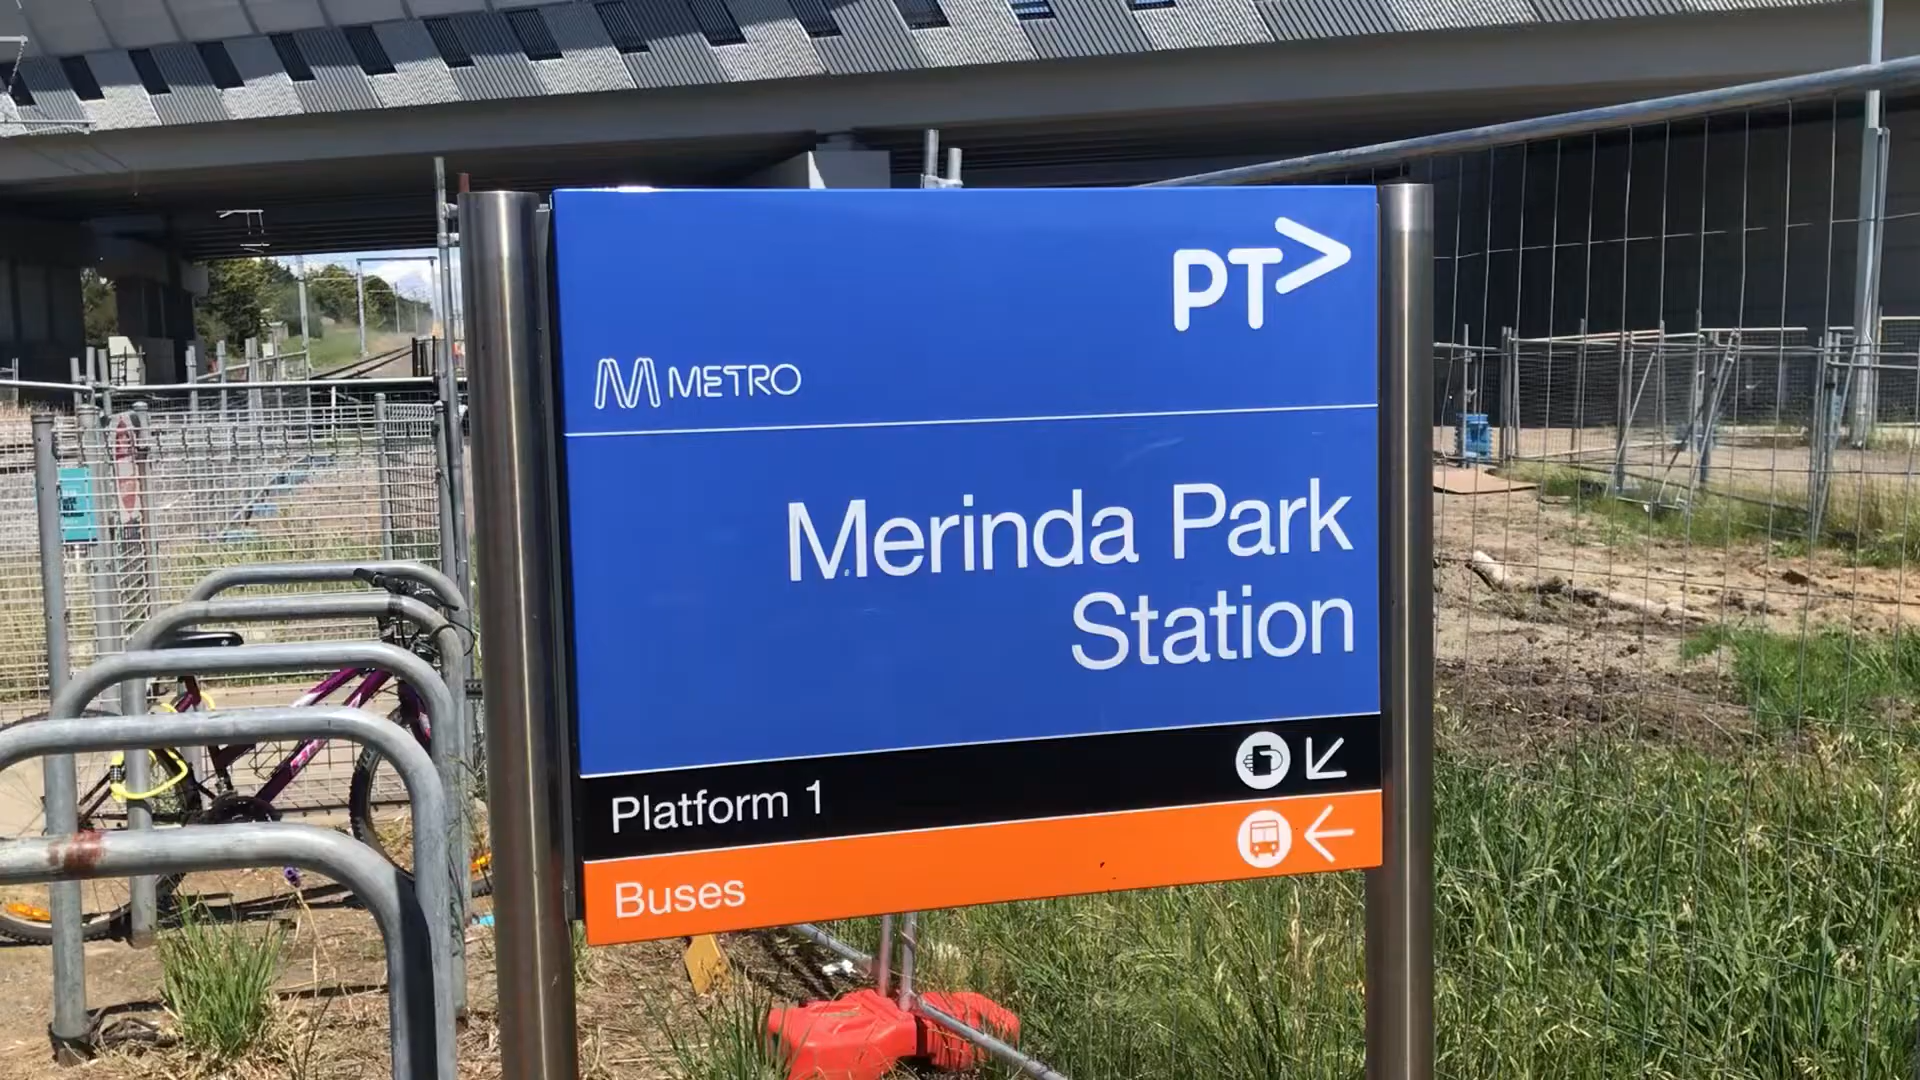 PT>
METRO
Merinda Park
Station
Platform 1
Buses